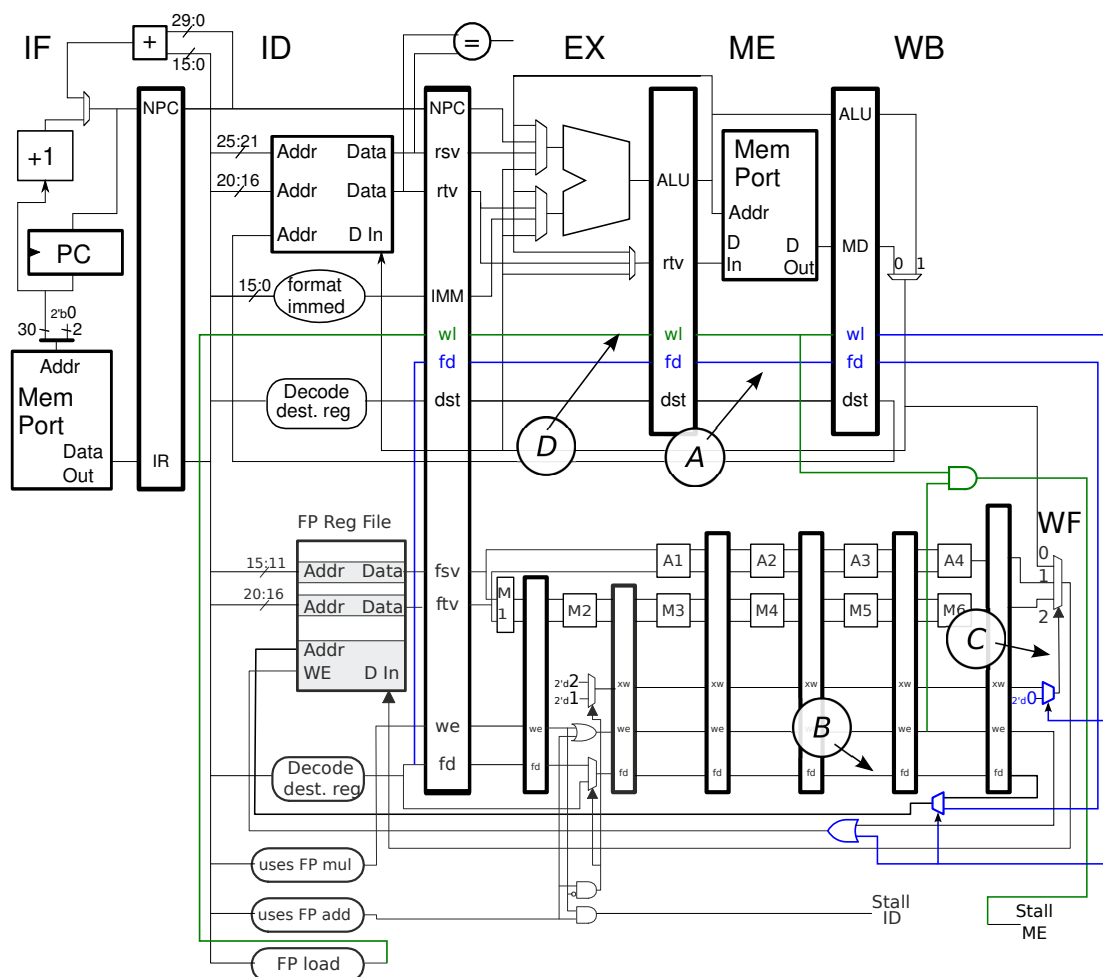 IF
ID
EX
ME
WB
29:0
+
15:0
=
NPC
NPC
ALU
+1
25:21
Addr
Data
rsv
20:16
Addr
Data
rtv
Addr
D In
Mem
Port
Addr
D
In
D
Out
ALU
rtv
MD
0
1
PC
15:0
format
immed
IMM
30
2'b0
2
Addr
Mem
Port
Data
Out
IR
wl
wl
wl
fd
fd
fd
Decode
dest. reg
dst
dst
dst
D
A
FP Reg File
WF
15:11
Addr
Data
fsv
20:16
Addr
Data
ftv
Addr
WE
D In
M
1
M2
A1
A2
A3
A4
M3
M4
M5
M6
0
1
2
C
2'd2
2'd1
xw
xw
xw
xw
2'd0
B
we
we
we
we
we
we
fd
fd
fd
fd
fd
fd
fd
Decode
dest. reg
uses FP mul
uses FP add
FP load
Stall
ID
Stall
ME